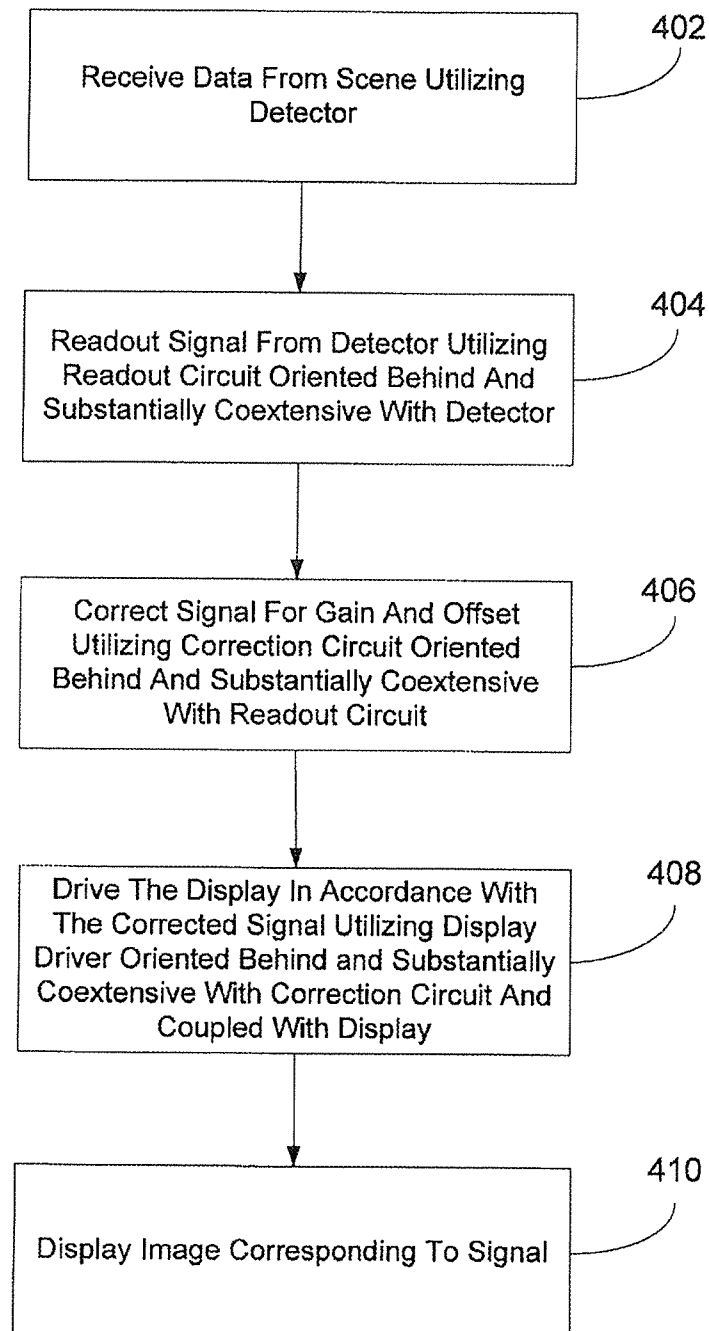 402
Receive Data From Scene Utilizing
Detector
404
Readout Signal From Detector Utilizing
Readout Circuit Oriented Behind And
Substantially Coextensive With Detector
406
Correct Signal For Gain And Offset
Utilizing Correction Circuit Oriented
Behind And Substantially Coextensive
With Readout Circuit
408
Drive The Display In Accordance With
The Corrected Signal Utilizing Display
Driver Oriented Behind and Substantially
Coextensive With Correction Circuit And
Coupled With Display
410
Display Image Corresponding To Signal